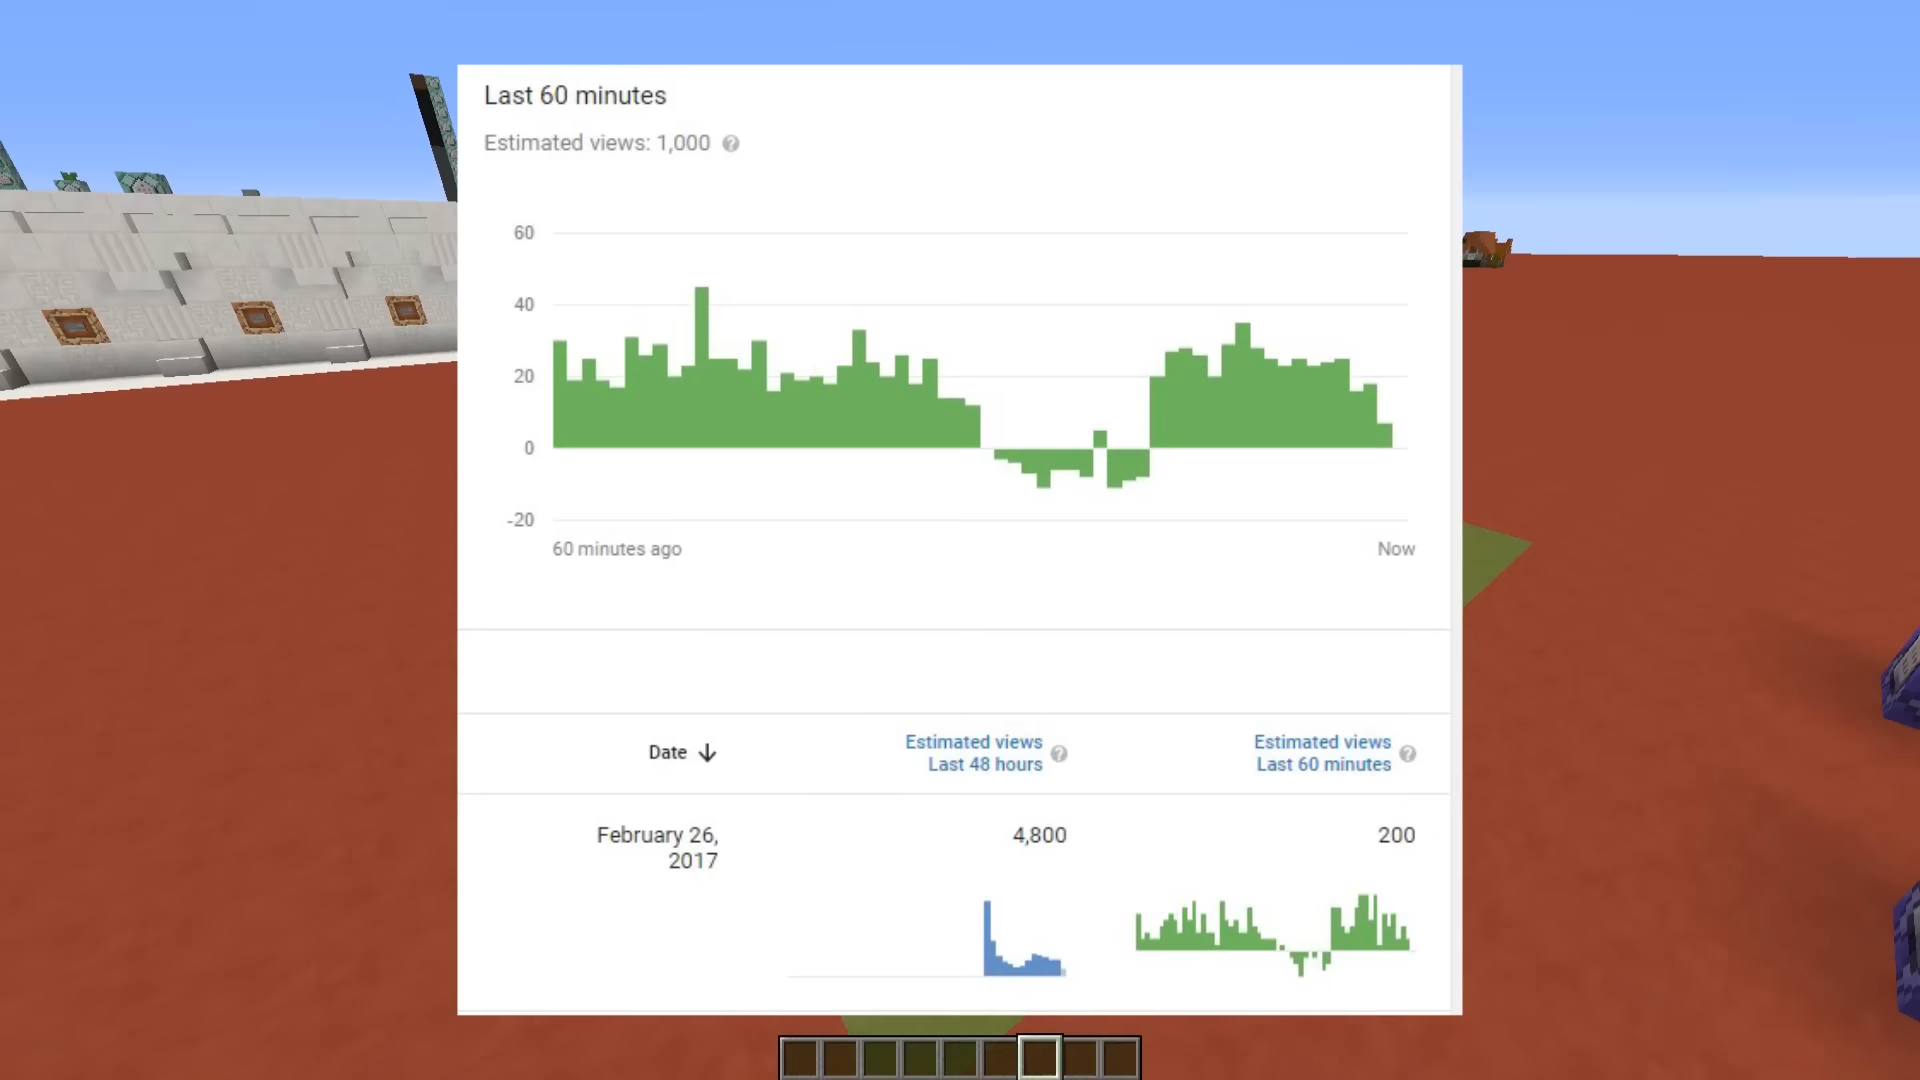 Last 60 minutes
Estimated views: 1,000 ?
60
40
20
0
-20
60 minutes ago
Now
Date ↓
Estimated views
Last 48 hours ?
Estimated views
Last 60 minutes ?
February 26,
2017
4,800
200